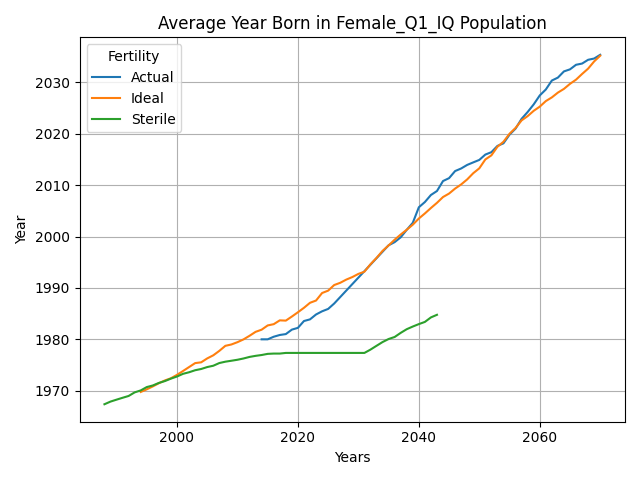 Average Year Born in Female_Q1_IQ Population
Fertility
Actual
Ideal
Sterile
Year
2030
2020
2010
2000
1990
1980
1970
2000 2020 2040 2060
Years